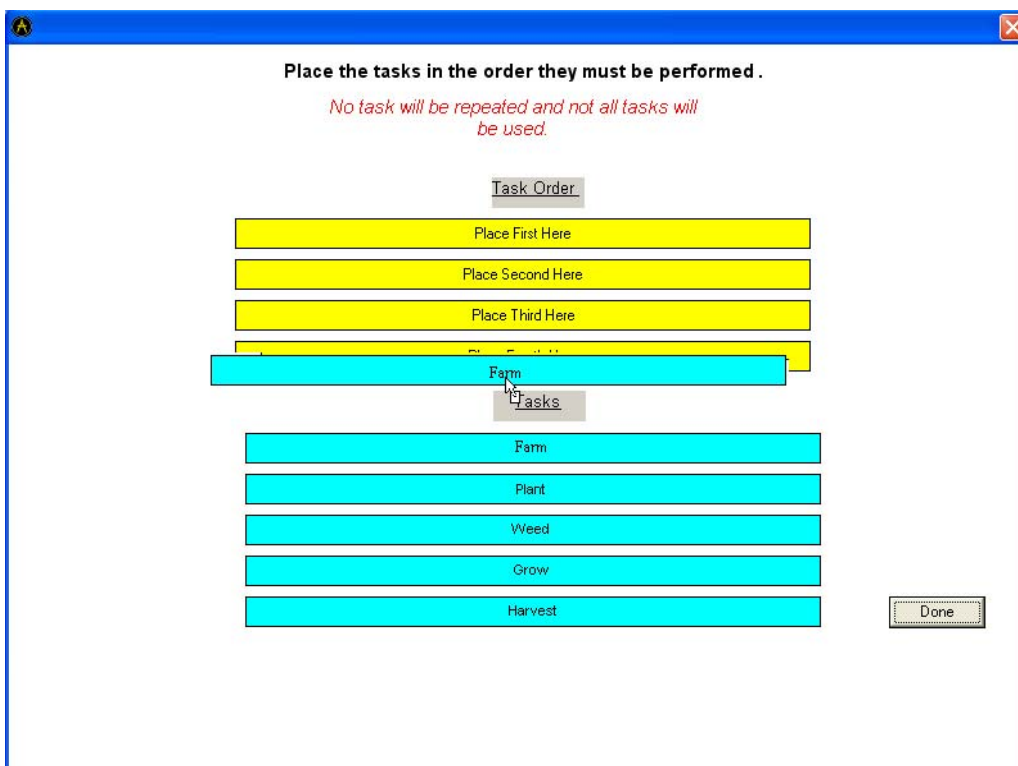 Place the tasks in the order they must be performed .
No task will be repeated and not all tasks will
be used.
Task Order
Place First Here
Place Second Here
Place Third Here
Farm
Tasks
Farm
Plant
Weed
Grow
Harvest
Done